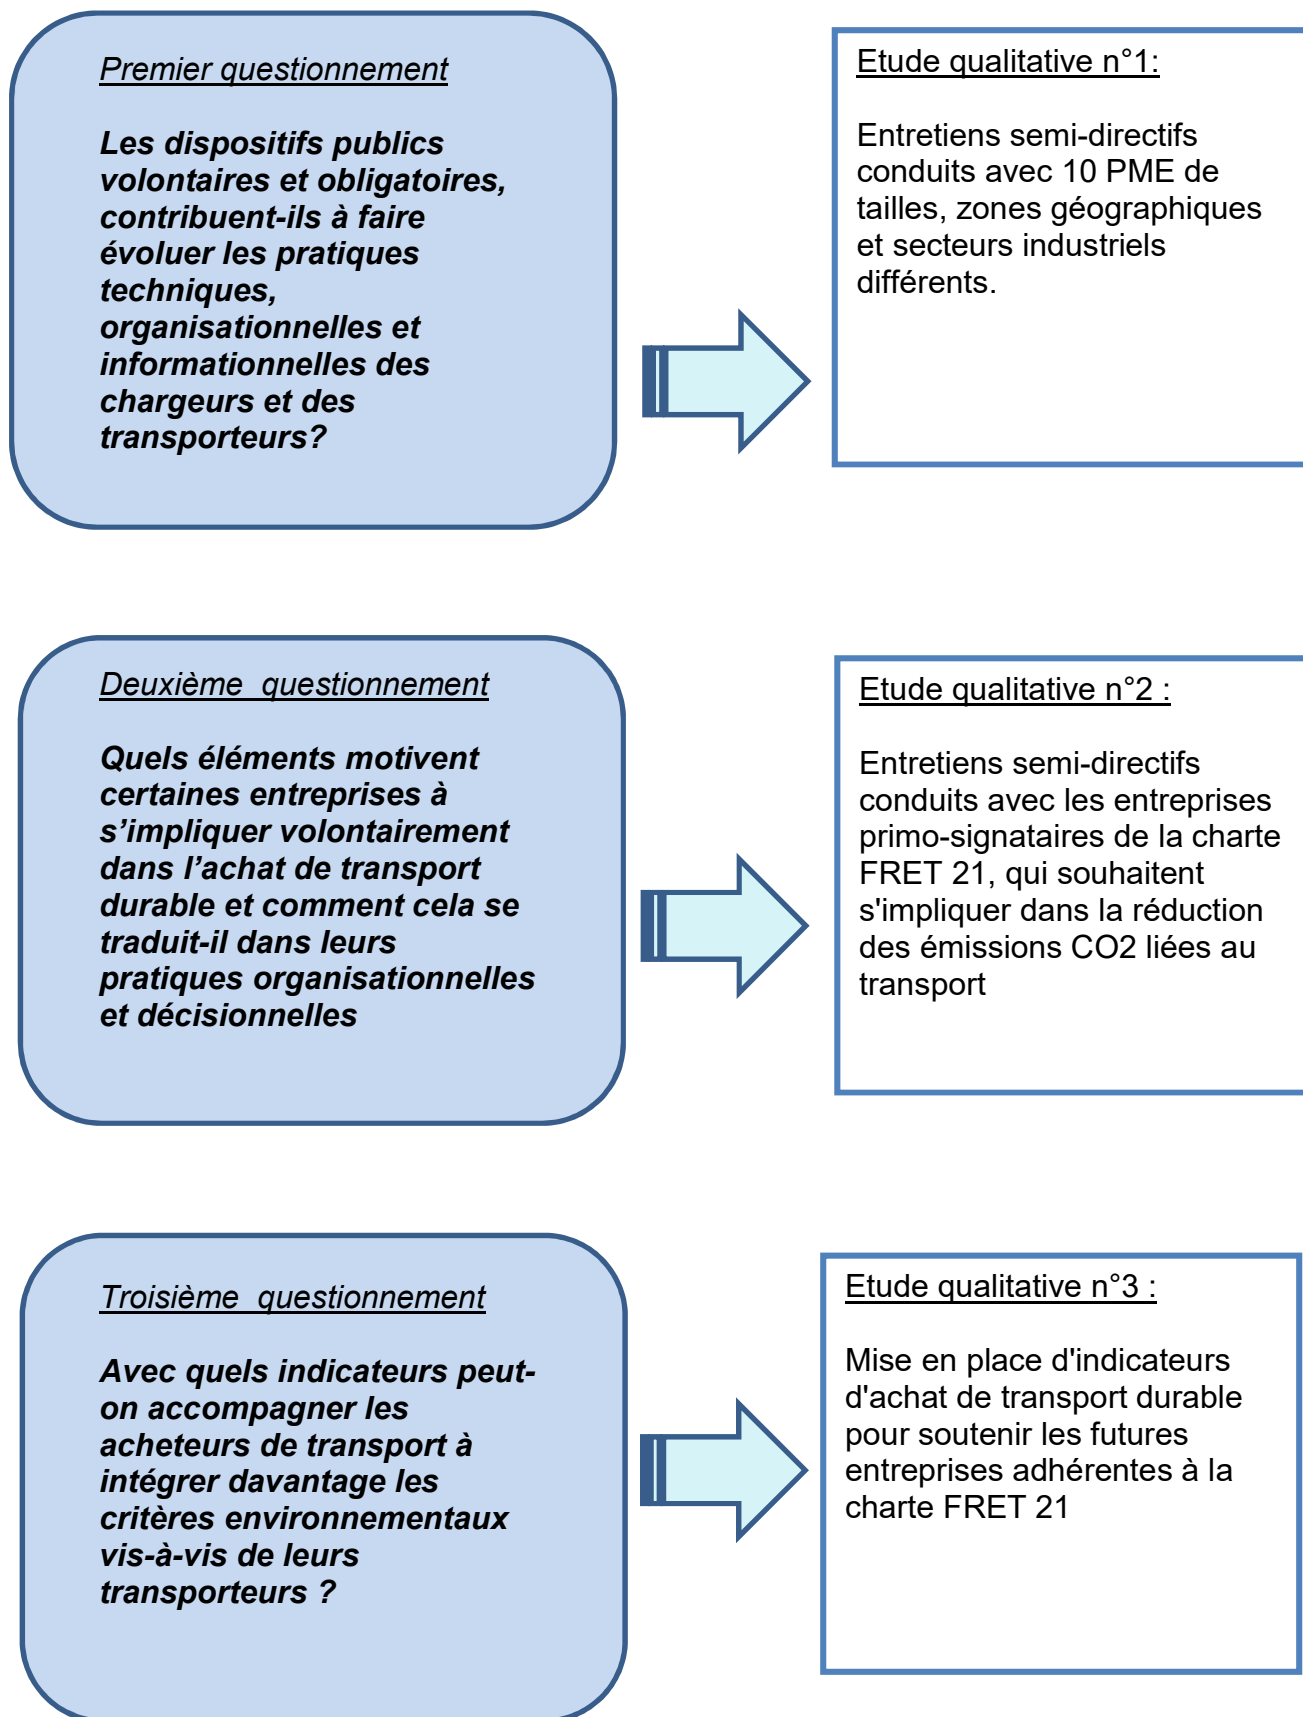 Premier questionnement
Les dispositifs publics
volontaires et obligatoires,
contribuent-ils à faire
évoluer les pratiques
techniques,
organisationnelles et
informationnelles des
chargeurs et des
transporteurs?
Etude qualitative n°1:
Entretiens semi-directifs
conduits avec 10 PME de
tailles, zones géographiques
et secteurs industriels
différents.
Deuxième questionnement
Quels éléments motivent
certaines entreprises à
s’impliquer volontairement
dans l’achat de transport
durable et comment cela se
traduit-il dans leurs
pratiques organisationnelles
et décisionnelles
Etude qualitative n°2 :
Entretiens semi-directifs
conduits avec les entreprises
primo-signataires de la charte
FRET 21, qui souhaitent
s'impliquer dans la réduction
des émissions CO2 liées au
transport
Troisième questionnement
Avec quels indicateurs peut-
on accompagner les
acheteurs de transport à
intégrer davantage les
critères environnementaux
vis-à-vis de leurs
transporteurs ?
Etude qualitative n°3 :
Mise en place d'indicateurs
d'achat de transport durable
pour soutenir les futures
entreprises adhérentes à la
charte FRET 21